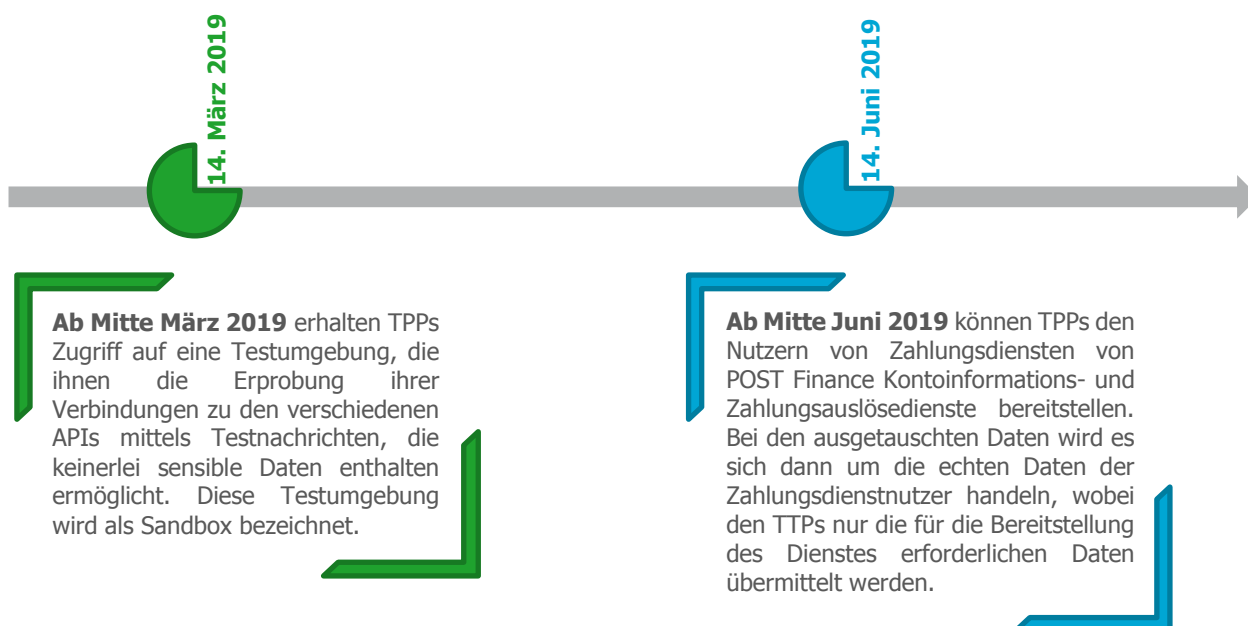 14. März 2019
14. Juni 2019
Ab Mitte März 2019 erhalten TPPs
Zugriff auf eine Testumgebung, die
ihnen die Erprobung ihrer
Verbindungen zu den verschiedenen
APIs mittels Testnachrichten, die
keinerlei sensible Daten enthalten
ermöglicht. Diese Testumgebung
wird als Sandbox bezeichnet.
Ab Mitte Juni 2019 können TPPs den
Nutzern von Zahlungsdiensten von
POST Finance Kontoinformations- und
Zahlungsauslösedienste bereitstellen.
Bei den ausgetauschten Daten wird es
sich dann um die echten Daten der
Zahlungsdienstnutzer handeln, wobei
den TTPs nur die für die Bereitstellung
des Dienstes erforderlichen Daten
übermittelt werden.